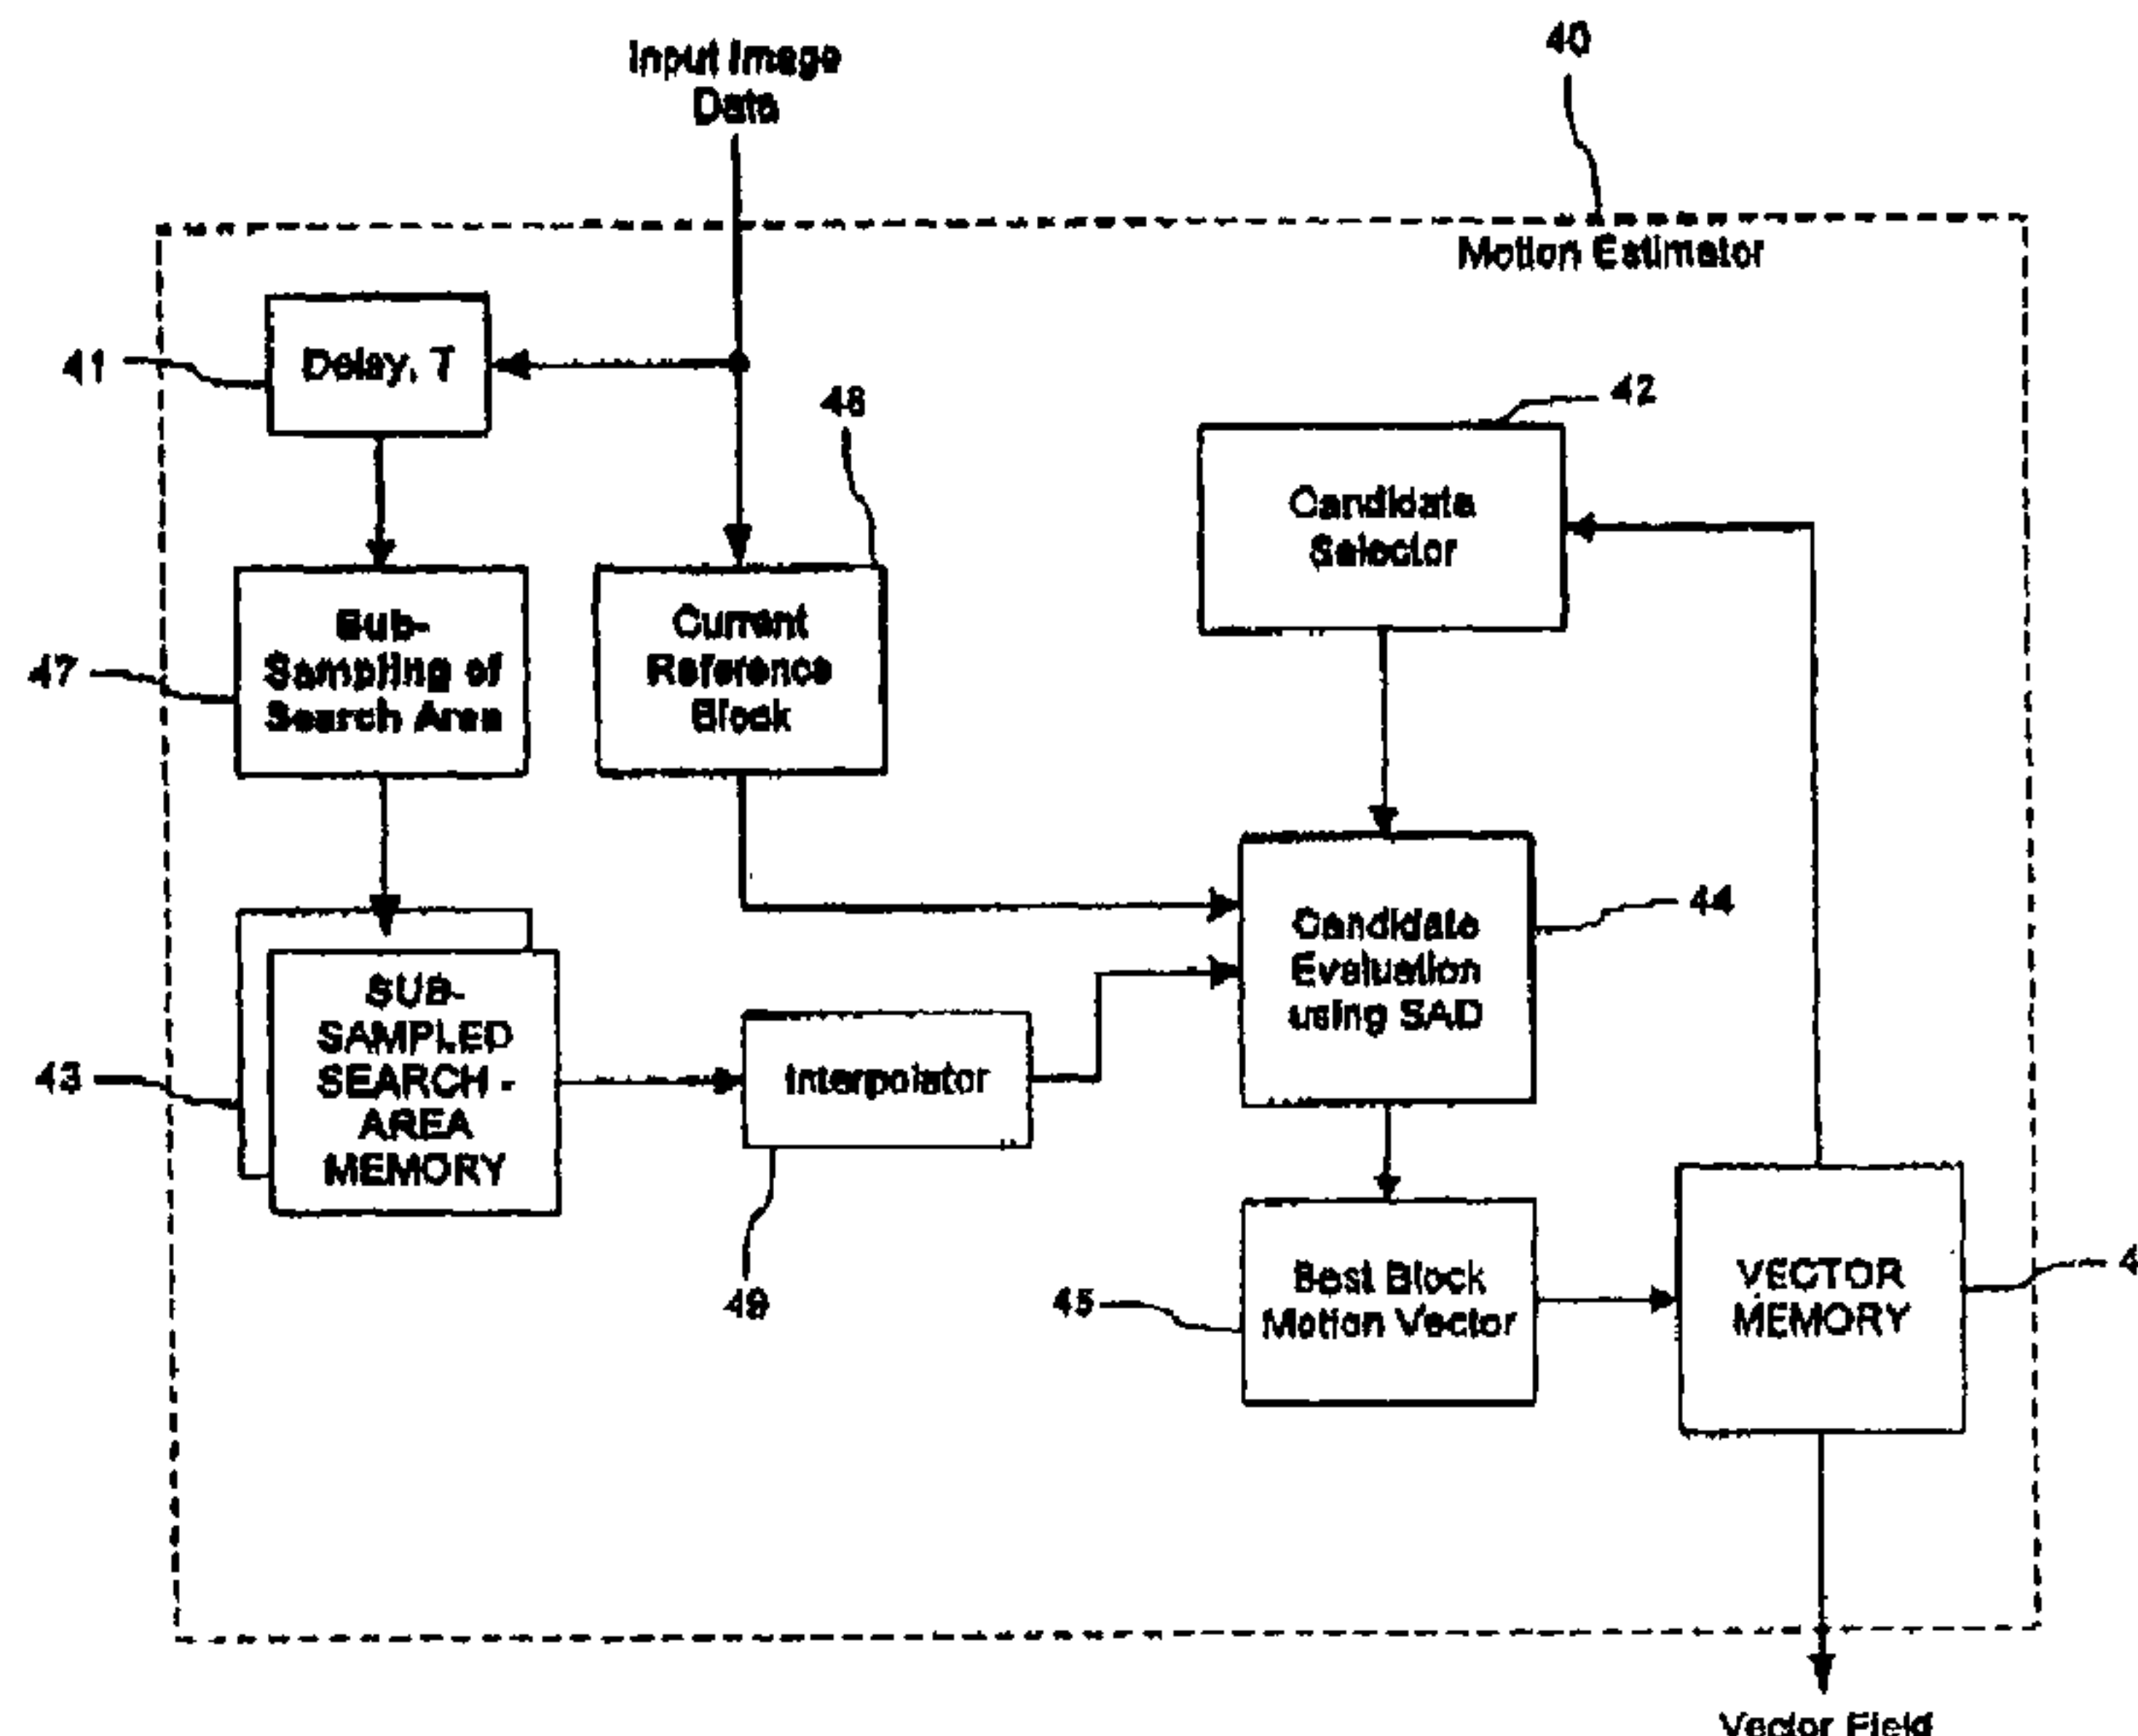 Input Image
Data
40
Motion Estimator
41
Delay, T
48
42
Candidate
Selector
47
Sub-
Sampling of
Search Area
Current
Reference
Block
44
Candidate
Evaluation
using SAD
43
SUB-
SAMPLED
SEARCH -
AREA
MEMORY
Interpolator
49
45
Best Block
Motion Vector
VECTOR
MEMORY
4
Vector Field